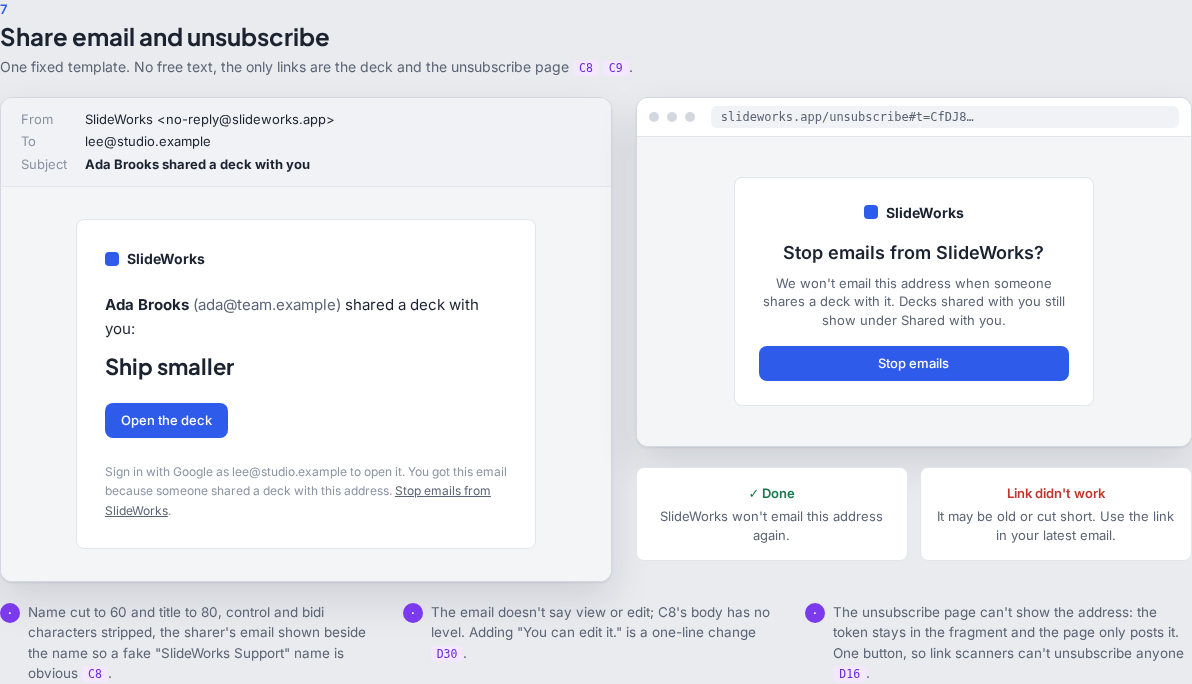 7
Share email and unsubscribe
One fixed template. No free text, the only links are the deck and the unsubscribe page C8 C9 .
From SlideWorks <no-reply@slideworks.app>
To lee@studio.example
Subject Ada Brooks shared a deck with you
SlideWorks
Ada Brooks (ada@team.example) shared a deck with
you:
Ship smaller
Open the deck
Sign in with Google as lee@studio.example to open it. You got this email
because someone shared a deck with this address. Stop emails from
SlideWorks.
slideworks.app/unsubscribe#t=CfDJ8…
SlideWorks
Stop emails from SlideWorks?
We won't email this address when someone
shares a deck with it. Decks shared with you still
show under Shared with you.
Stop emails
✓ Done
SlideWorks won't email this address
again.
Link didn't work
It may be old or cut short. Use the link
in your latest email.
Name cut to 60 and title to 80, control and bidi
characters stripped, the sharer's email shown beside
the name so a fake "SlideWorks Support" name is
obvious C8 .
The email doesn't say view or edit; C8's body has no
level. Adding "You can edit it." is a one-line change
D30 .
The unsubscribe page can't show the address: the
token stays in the fragment and the page only posts it.
One button, so link scanners can't unsubscribe anyone
D16 .